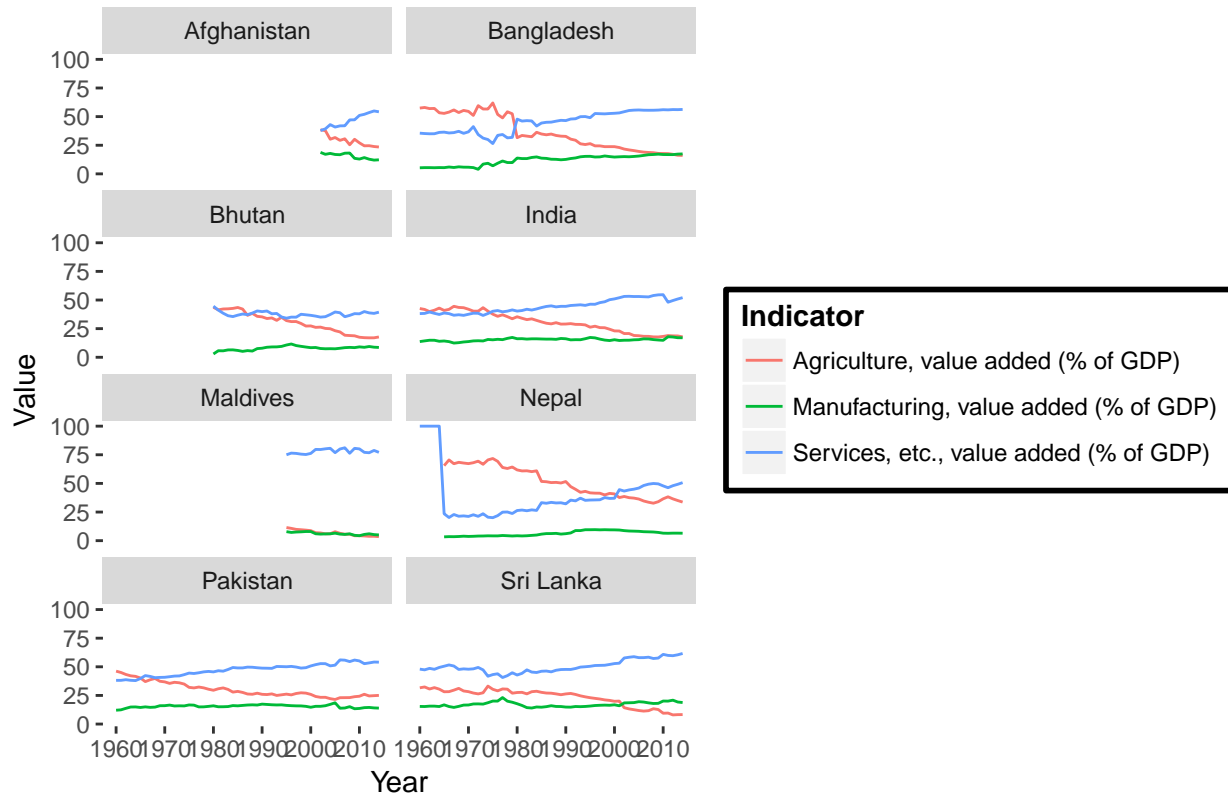 Afghanistan Bangladesh
100
75
50
25
0
Bhutan India
100
75
50
25
0
Maldives Nepal
100
75
50
25
0
Pakistan Sri Lanka
100
75
50
25
0
1960 1970 1980 1990 2000 2010 1960 1970 1980 1990 2000 2010
Year
Value
Indicator
Agriculture, value added (% of GDP)
Manufacturing, value added (% of GDP)
Services, etc., value added (% of GDP)